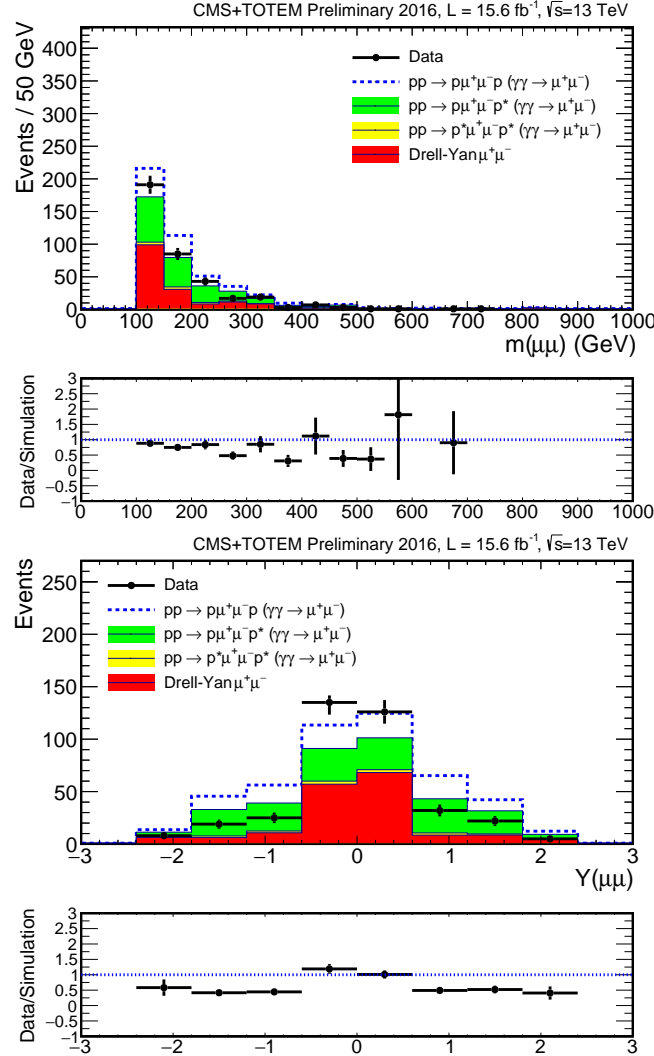 CMS+TOTEM Preliminary 2016, L = 15.6 fb⁻¹, √s=13 TeV
Events / 50 GeV
400
350
300
250
200
150
100
50
0
Data
pp → pμ⁺μ⁻p (γγ → μ⁺μ⁻)
pp → pμ⁺μ⁻p* (γγ → μ⁺μ⁻)
pp → p*μ⁺μ⁻p* (γγ → μ⁺μ⁻)
Drell-Yan μ⁺μ⁻
0 100 200 300 400 500 600 700 800 900 1000
m(μμ) (GeV)
Data/Simulation
3
2.5
2
1.5
1
0.5
0
−0.5
−1
0 100 200 300 400 500 600 700 800 900 1000
CMS+TOTEM Preliminary 2016, L = 15.6 fb⁻¹, √s=13 TeV
Events
250
200
150
100
50
0
Data
pp → pμ⁺μ⁻p (γγ → μ⁺μ⁻)
pp → pμ⁺μ⁻p* (γγ → μ⁺μ⁻)
pp → p*μ⁺μ⁻p* (γγ → μ⁺μ⁻)
Drell-Yan μ⁺μ⁻
−3 −2 −1 0 1 2 3
Y(μμ)
Data/Simulation
3
2.5
2
1.5
1
0.5
0
−0.5
−1
−3 −2 −1 0 1 2 3